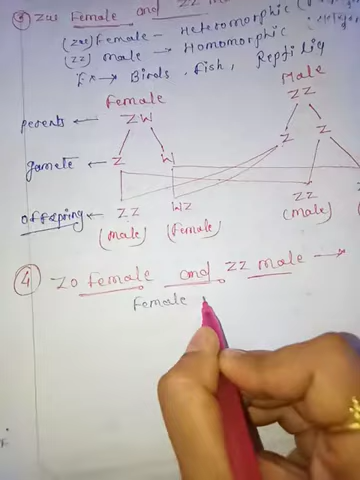 ③ ZW Female and ZZ
(ZW) Female - Heteromorphic
(ZZ) male → Homomorphic
Ex → Birds, Fish, Reptilia
Female Male
perents ← ZW ZZ
gamete ← Z W Z Z
offspring ← ZZ WZ ZZ
(male) (female) (male)
④ ZO Female and ZZ male →
Female